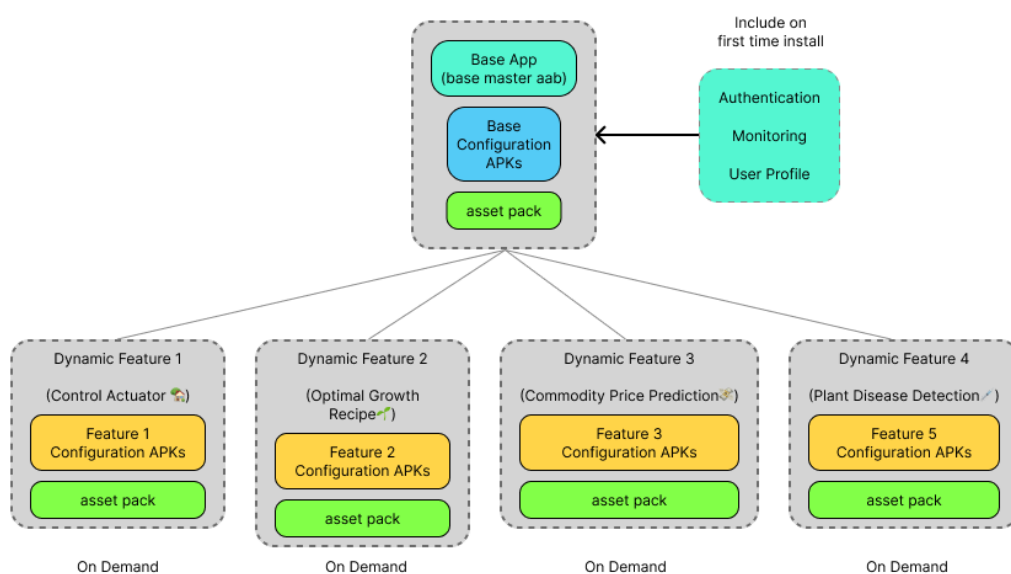 Include on
first time install
Base App
(base master aab)
Base
Configuration
APKs
asset pack
Authentication
Monitoring
User Profile
Dynamic Feature 1
(Control Actuator 🏡)
Feature 1
Configuration APKs
asset pack
On Demand
Dynamic Feature 2
(Optimal Growth
Recipe🌱)
Feature 2
Configuration APKs
asset pack
On Demand
Dynamic Feature 3
(Commodity Price Prediction💸)
Feature 3
Configuration APKs
asset pack
On Demand
Dynamic Feature 4
(Plant Disease Detection💉)
Feature 5
Configuration APKs
asset pack
On Demand